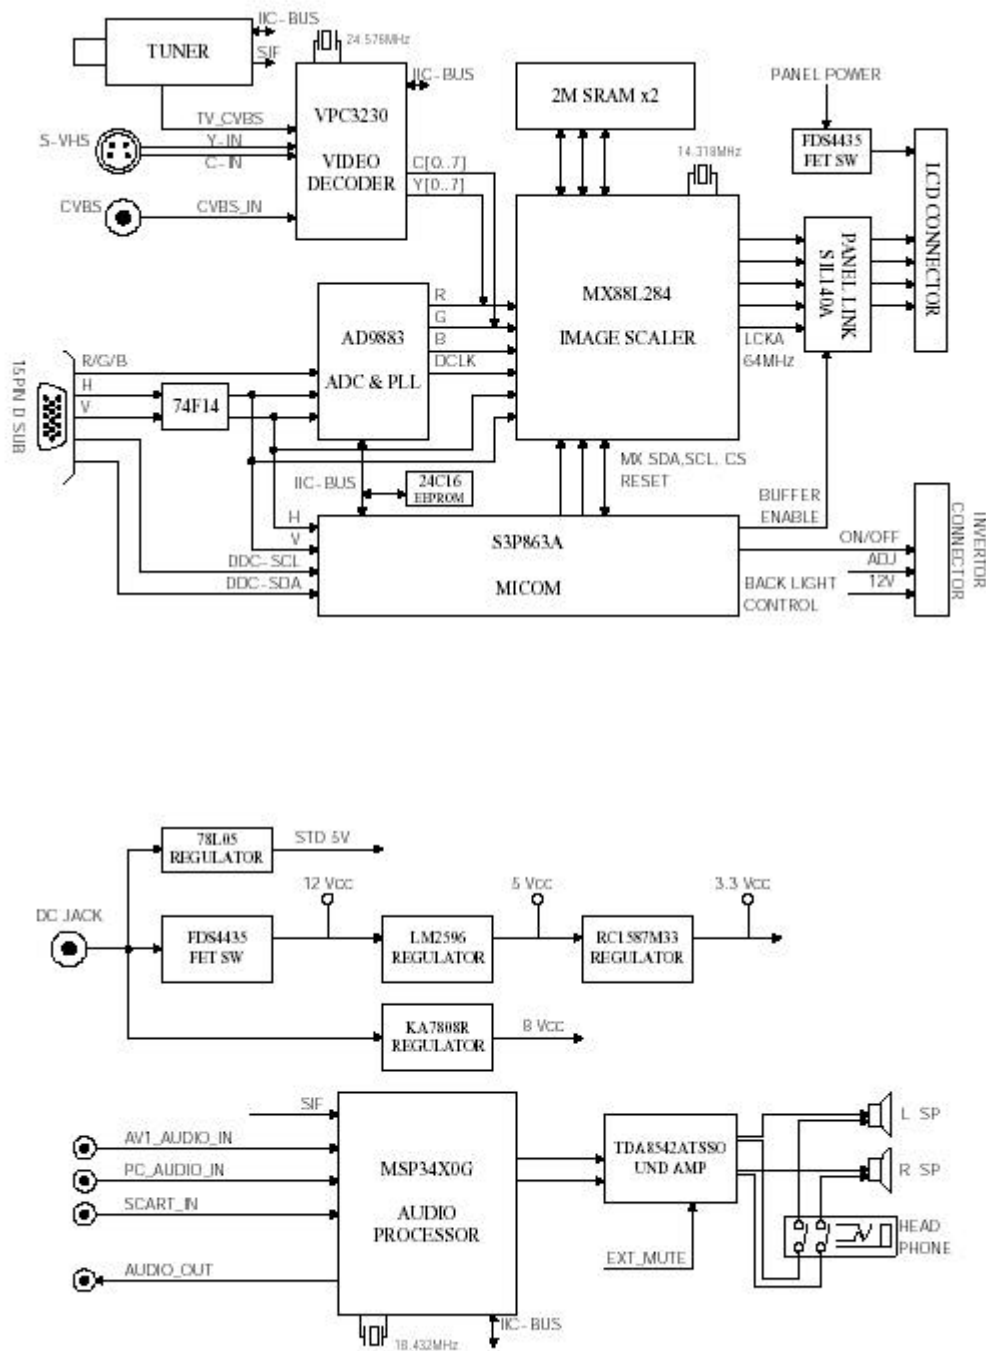 IIC-BUS
TUNER
SIF
24.576MHz
IIC-BUS
2M SRAM x2
PANEL POWER
VPC3230
VIDEO
DECODER
TV_CVBS
S-VHS
Y-IN
C-IN
C[0..7]
Y[0..7]
CVBS
CVBS_IN
14.318MHz
FDS4435
FET SW
LCD CONNECTOR
PANEL LINK
SIL140A
MX88L284
IMAGE SCALER
R
G
B
DCLK
AD9883
ADC & PLL
LCKA
64MHz
15PIN D SUB
R/G/B
H
V
74F14
IIC-BUS
24C16
EEPROM
MX SDA,SCL, CS
RESET
BUFFER
ENABLE
H
V
DDC-SCL
DDC-SDA
S3P863A
MICOM
ON/OFF
ADJ
12V
BACK LIGHT
CONTROL
INVERTOR
CONNECTOR
78L05
REGULATOR
STD 5V
12 Vcc
5 Vcc
3.3 Vcc
DC JACK
FDS4435
FET SW
LM2596
REGULATOR
RC1587M33
REGULATOR
KA7808R
REGULATOR
8 Vcc
SIF
AV1_AUDIO_IN
PC_AUDIO_IN
SCART_IN
AUDIO_OUT
MSP34X0G
AUDIO
PROCESSOR
TDA8542ATSSO
UND AMP
L SP
R SP
HEAD
PHONE
EXT_MUTE
IIC-BUS
18.432MHz